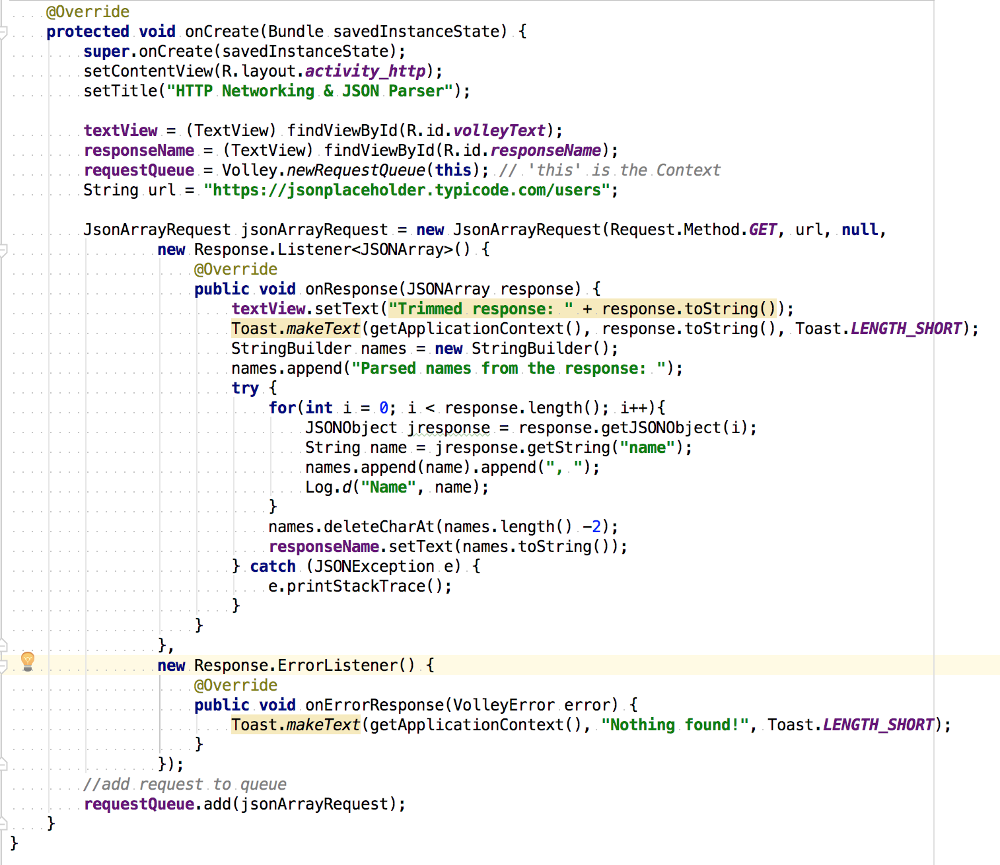 @Override
protected void onCreate(Bundle savedInstanceState) {
super.onCreate(savedInstanceState);
setContentView(R.layout.activity_http);
setTitle("HTTP Networking & JSON Parser");
textView = (TextView) findViewById(R.id.volleyText);
responseName = (TextView) findViewById(R.id.responseName);
requestQueue = Volley.newRequestQueue(this); // 'this' is the Context
String url = "https://jsonplaceholder.typicode.com/users";
JsonArrayRequest jsonArrayRequest = new JsonArrayRequest(Request.Method.GET, url, null,
new Response.Listener<JSONArray>() {
@Override
public void onResponse(JSONArray response) {
textView.setText("Trimmed response: " + response.toString());
Toast.makeText(getApplicationContext(), response.toString(), Toast.LENGTH_SHORT);
StringBuilder names = new StringBuilder();
names.append("Parsed names from the response: ");
try {
for(int i = 0; i < response.length(); i++){
JSONObject jresponse = response.getJSONObject(i);
String name = jresponse.getString("name");
names.append(name).append(", ");
Log.d("Name", name);
}
names.deleteCharAt(names.length() -2);
responseName.setText(names.toString());
} catch (JSONException e) {
e.printStackTrace();
}
}
},
new Response.ErrorListener() {
@Override
public void onErrorResponse(VolleyError error) {
Toast.makeText(getApplicationContext(), "Nothing found!", Toast.LENGTH_SHORT);
}
});
//add request to queue
requestQueue.add(jsonArrayRequest);
}
}